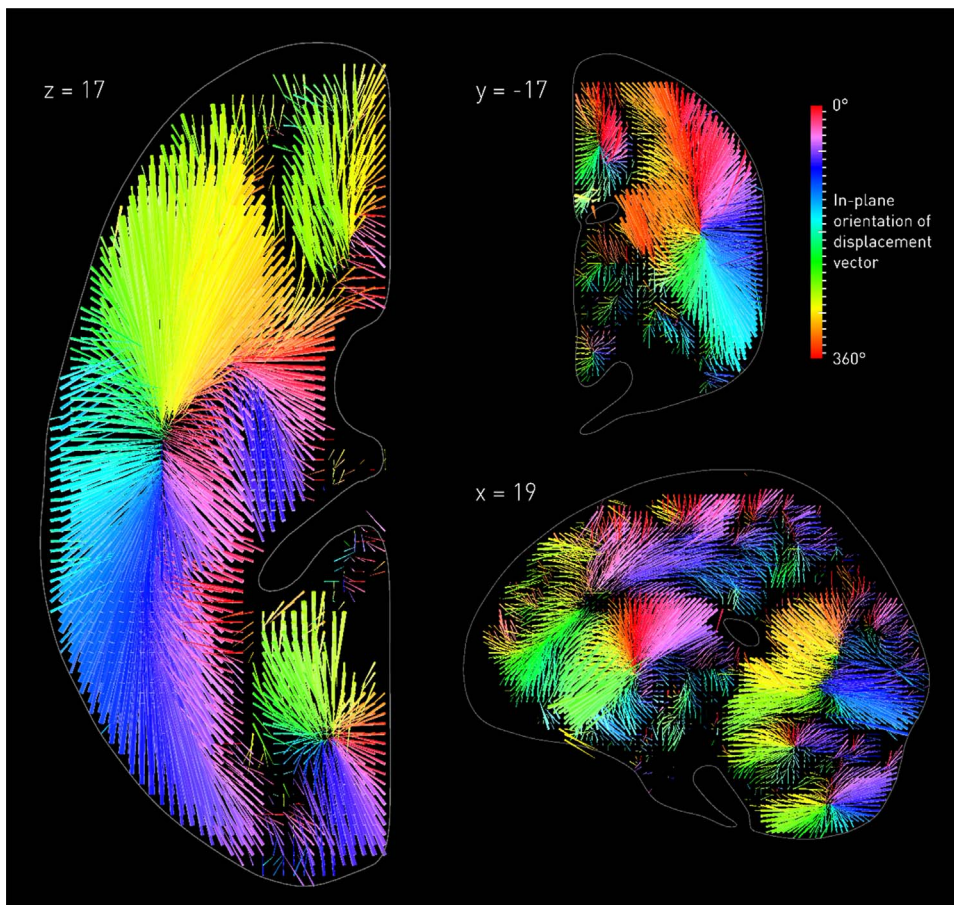 z = 17
y = -17
0°
In-plane
orientation of
displacement
vector
360°
x = 19